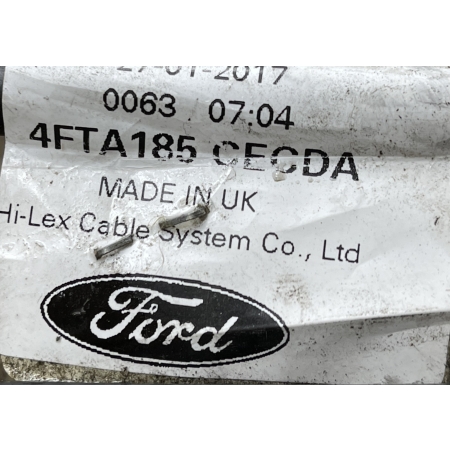 27-01-2017
0063 07:04
4FTA185 CECDA
MADE IN UK
Hi-Lex Cable System Co., Ltd
Ford